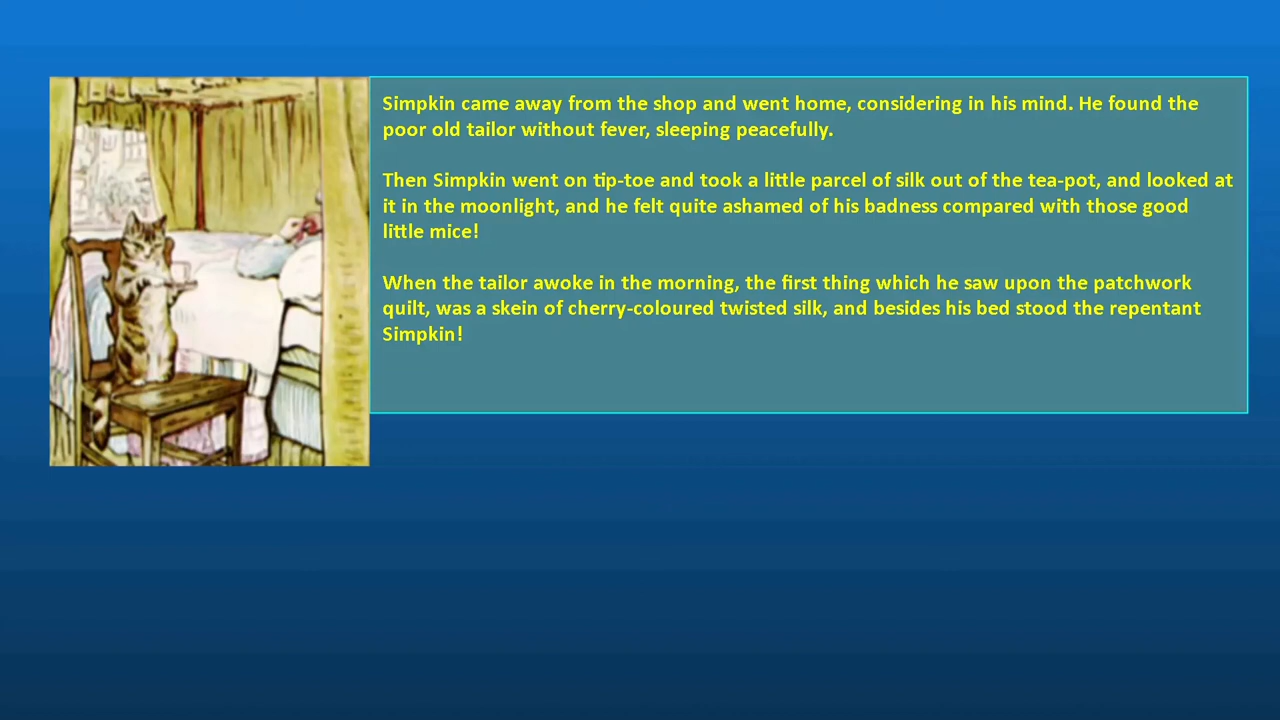 Simpkin came away from the shop and went home, considering in his mind. He found the
poor old tailor without fever, sleeping peacefully.
Then Simpkin went on tip-toe and took a little parcel of silk out of the tea-pot, and looked at
it in the moonlight, and he felt quite ashamed of his badness compared with those good
little mice!
When the tailor awoke in the morning, the first thing which he saw upon the patchwork
quilt, was a skein of cherry-coloured twisted silk, and besides his bed stood the repentant
Simpkin!